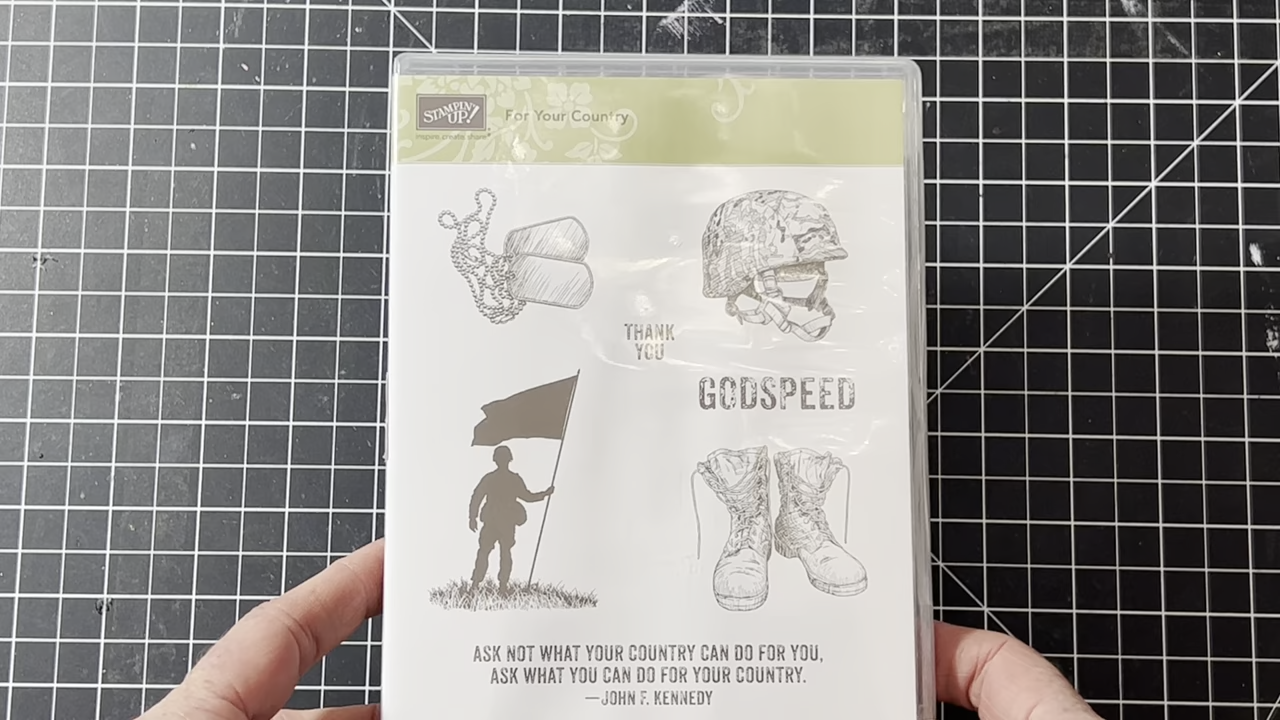 STAMPIN' UP!
inspire create share
For Your Country
THANK
YOU
GODSPEED
ASK NOT WHAT YOUR COUNTRY CAN DO FOR YOU,
ASK WHAT YOU CAN DO FOR YOUR COUNTRY.
—JOHN F. KENNEDY